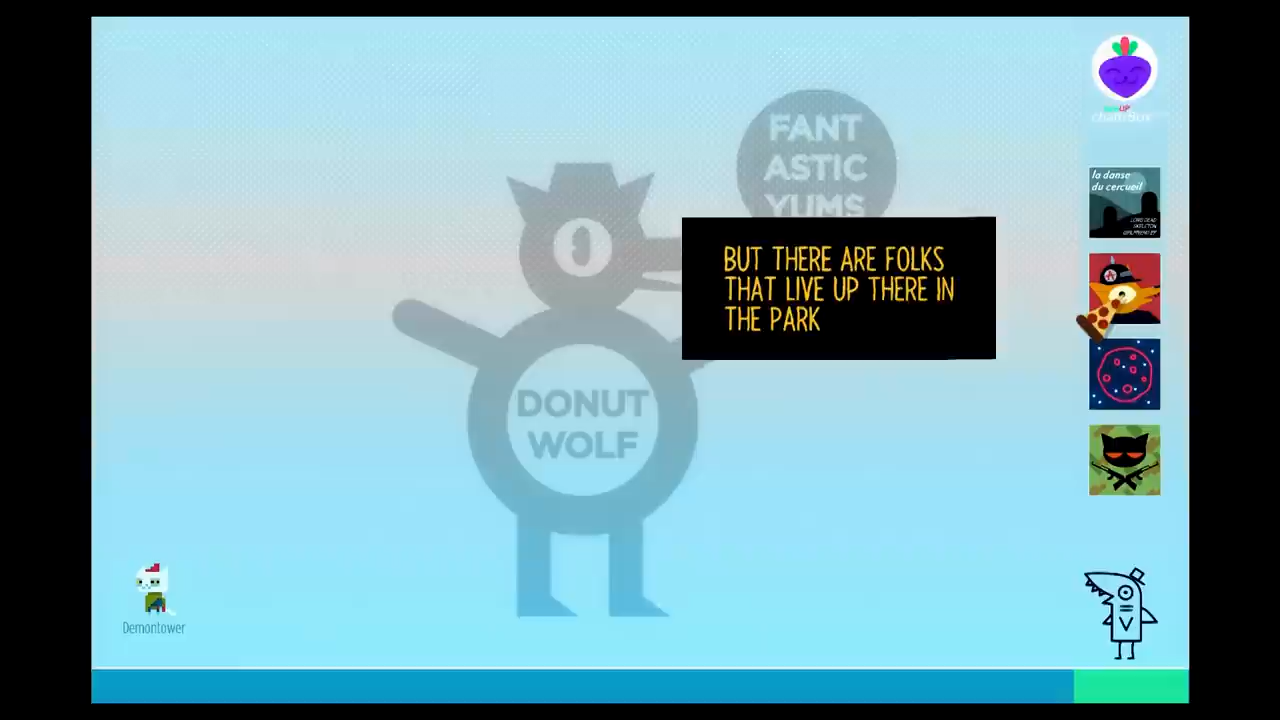 FANT
ASTIC
YUMS
BUT THERE ARE FOLKS
THAT LIVE UP THERE IN
THE PARK
DONUT
WOLF
chattrBox
la danse
du cercueil
Demontower